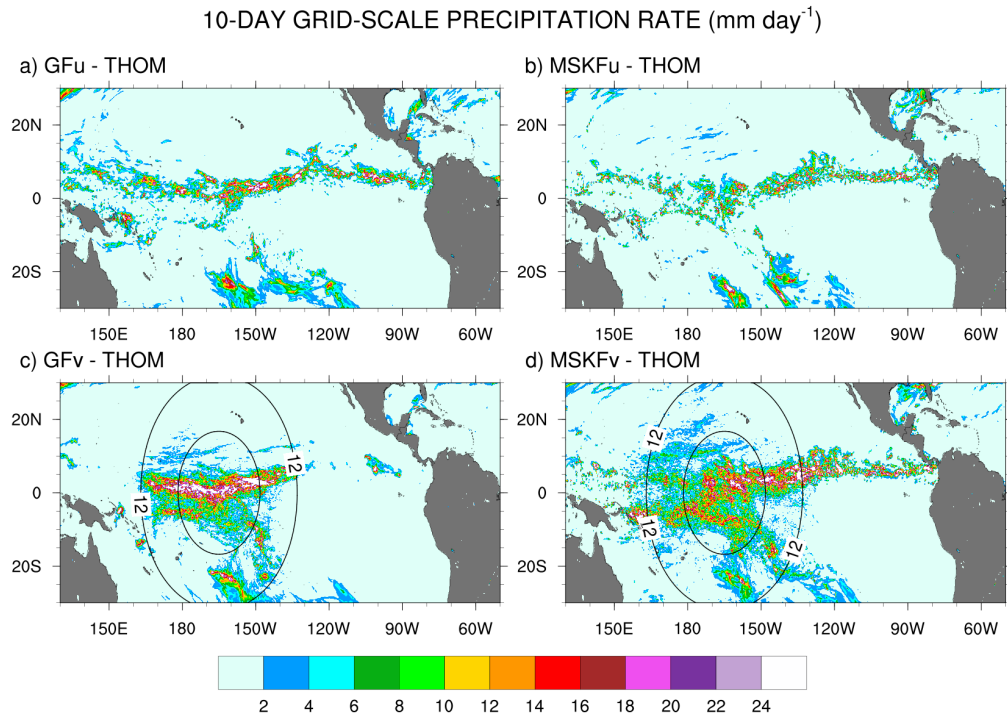 10-DAY GRID-SCALE PRECIPITATION RATE (mm day⁻¹)
a) GFu - THOM
b) MSKFu - THOM
20N
0
20S
150E 180 150W 120W 90W 60W
20N
0
20S
150E 180 150W 120W 90W 60W
c) GFv - THOM
d) MSKFv - THOM
20N
0
20S
12
12
150E 180 150W 120W 90W 60W
20N
0
20S
12
12
12
150E 180 150W 120W 90W 60W
2 4 6 8 10 12 14 16 18 20 22 24